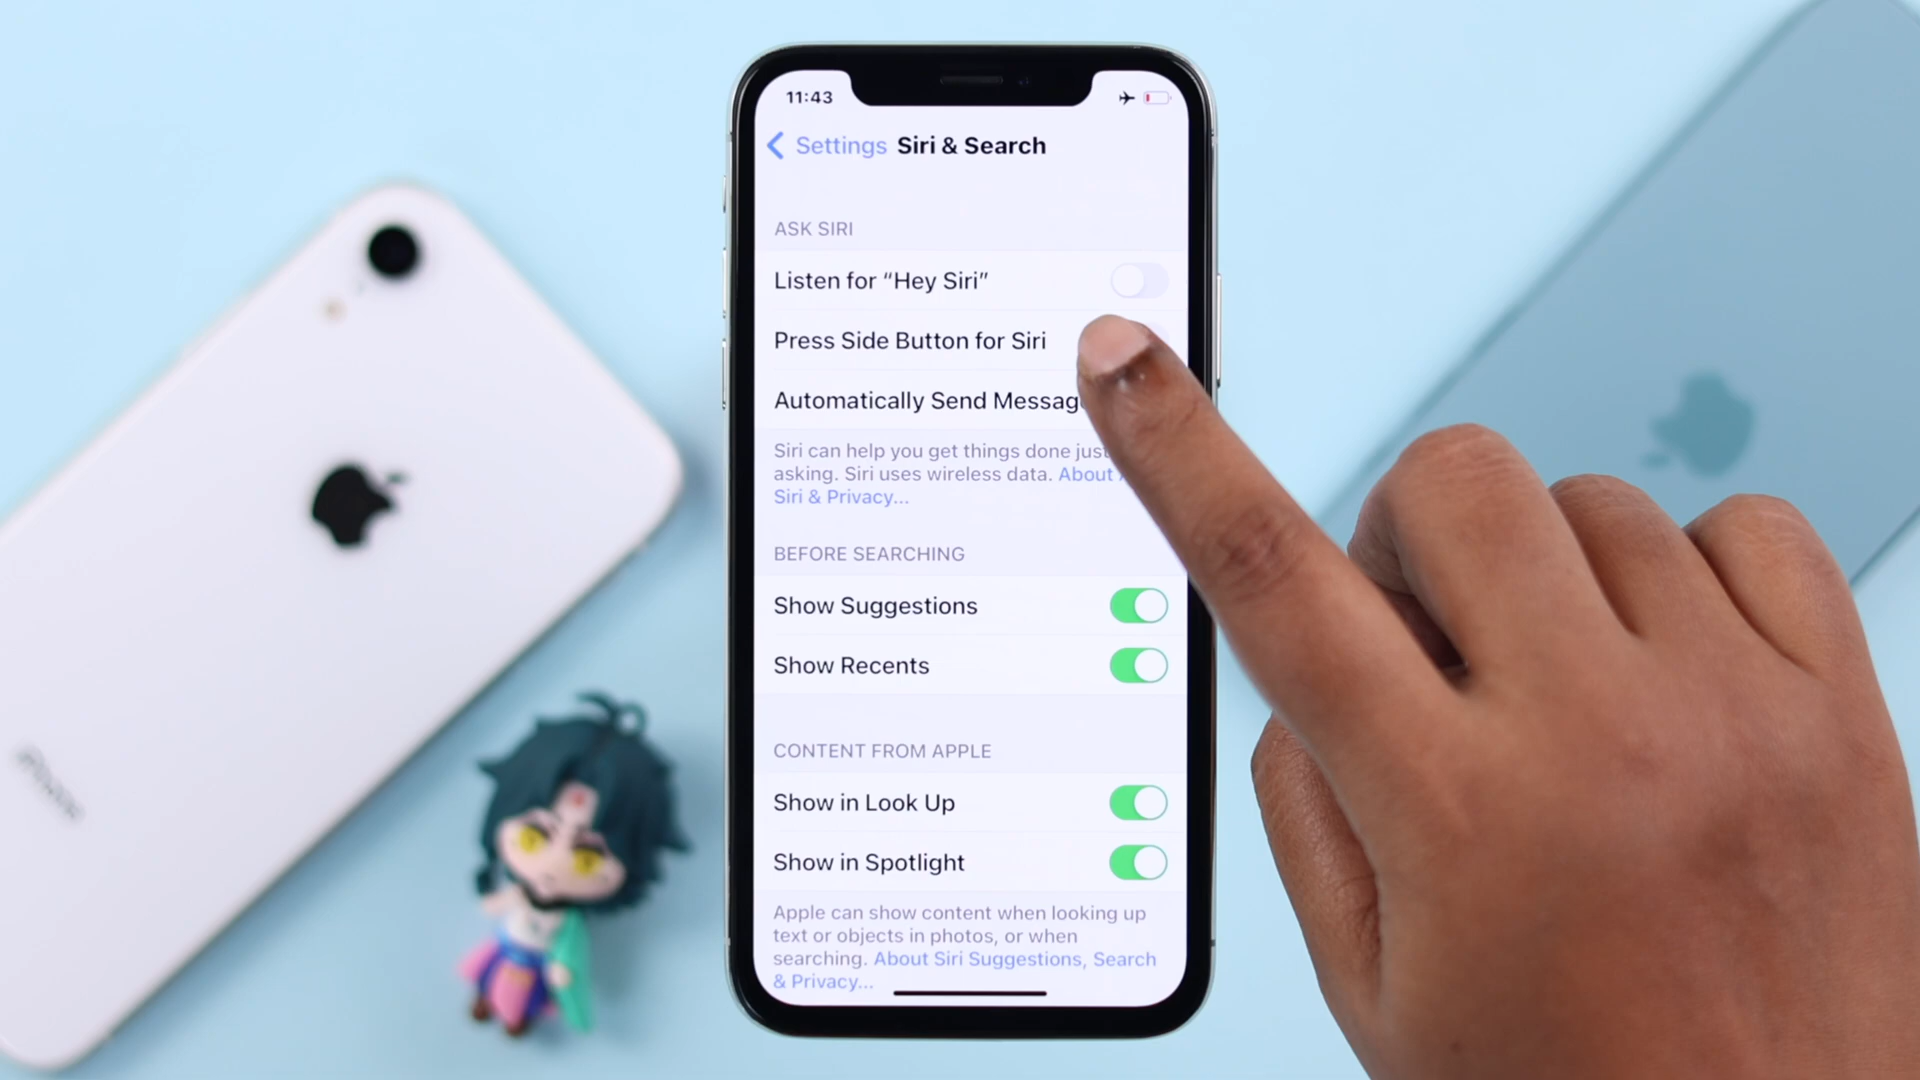 11:43
Settings Siri & Search
ASK SIRI
Listen for “Hey Siri”
Press Side Button for Siri
Automatically Send Messag
Siri can help you get things done just
asking. Siri uses wireless data. About
Siri & Privacy...
BEFORE SEARCHING
Show Suggestions
Show Recents
CONTENT FROM APPLE
Show in Look Up
Show in Spotlight
Apple can show content when looking up
text or objects in photos, or when
searching. About Siri Suggestions, Search
& Privacy...
iPhone